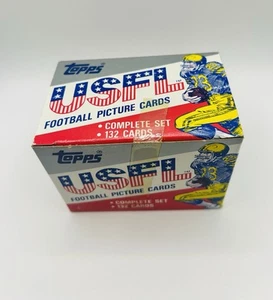 Topps
USFL
FOOTBALL PICTURE CARDS
• COMPLETE SET
• 132 CARDS
Topps
USFL
FOOTBALL PICTURE CARDS
• COMPLETE SET
• 132 CARDS